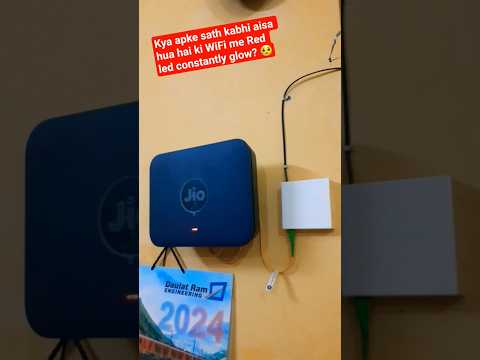 Kya apke sath kabhi aisa
hua hai ki WiFi me Red
led constantly glow? 😥
Jio
Daulat Ram
ENGINEERING
2024